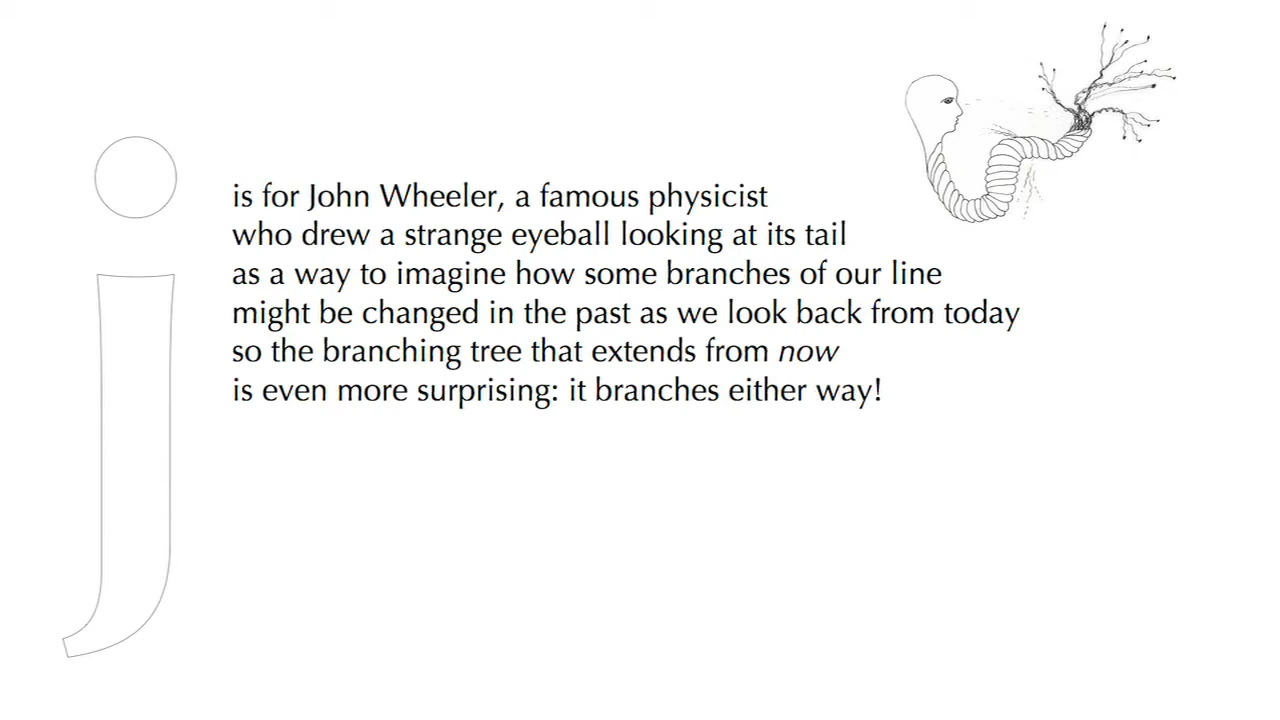 j
is for John Wheeler, a famous physicist
who drew a strange eyeball looking at its tail
as a way to imagine how some branches of our line
might be changed in the past as we look back from today
so the branching tree that extends from now
is even more surprising: it branches either way!